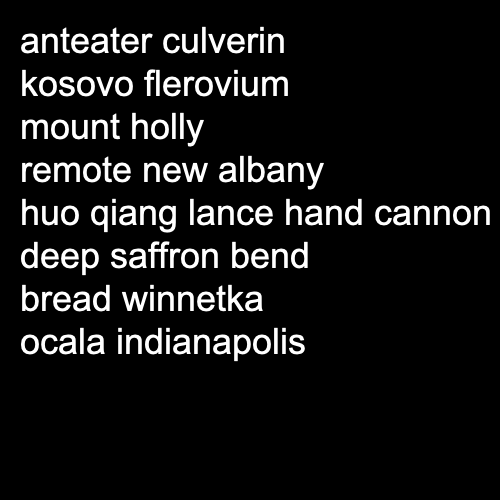 anteater culverin
kosovo flerovium
mount holly
remote new albany
huo qiang lance hand cannon
deep saffron bend
bread winnetka
ocala indianapolis